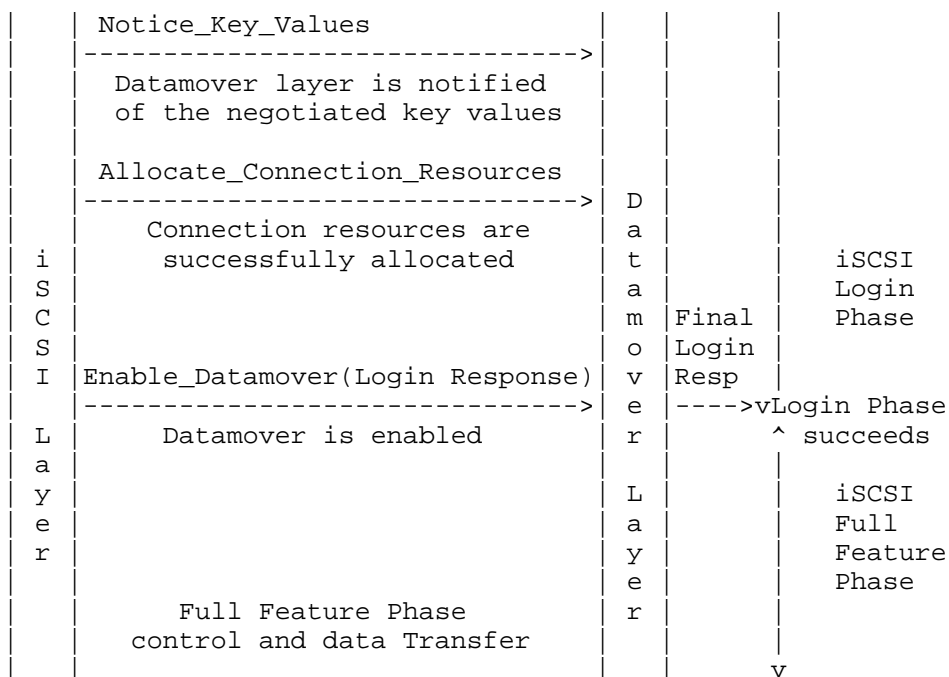 |   | Notice_Key_Values              |   |      |
|   |------------------------------->|   |      |
|   |  Datamover layer is notified   |   |      |
|   |  of the negotiated key values  |   |      |
|   |                                |   |      |
|   | Allocate_Connection_Resources  |   |      |
|   |------------------------------->| D |      |
|   |    Connection resources are    | a |      |
| i |     successfully allocated     | t |      |   iSCSI
| S |                                | a |      |   Login
| C |                                | m |Final |   Phase
| S |                                | o |Login |
| I |Enable_Datamover(Login Response)| v |Resp  |
|   |------------------------------->| e |---->vLogin Phase
| L |     Datamover is enabled       | r |      ^ succeeds
| a |                                |   |      |
| y |                                | L |      |   iSCSI
| e |                                | a |      |   Full
| r |                                | y |      |   Feature
|   |                                | e |      |   Phase
|   |      Full Feature Phase        | r |      |
|   |   control and data Transfer    |   |      |
|   |                                |   |      v